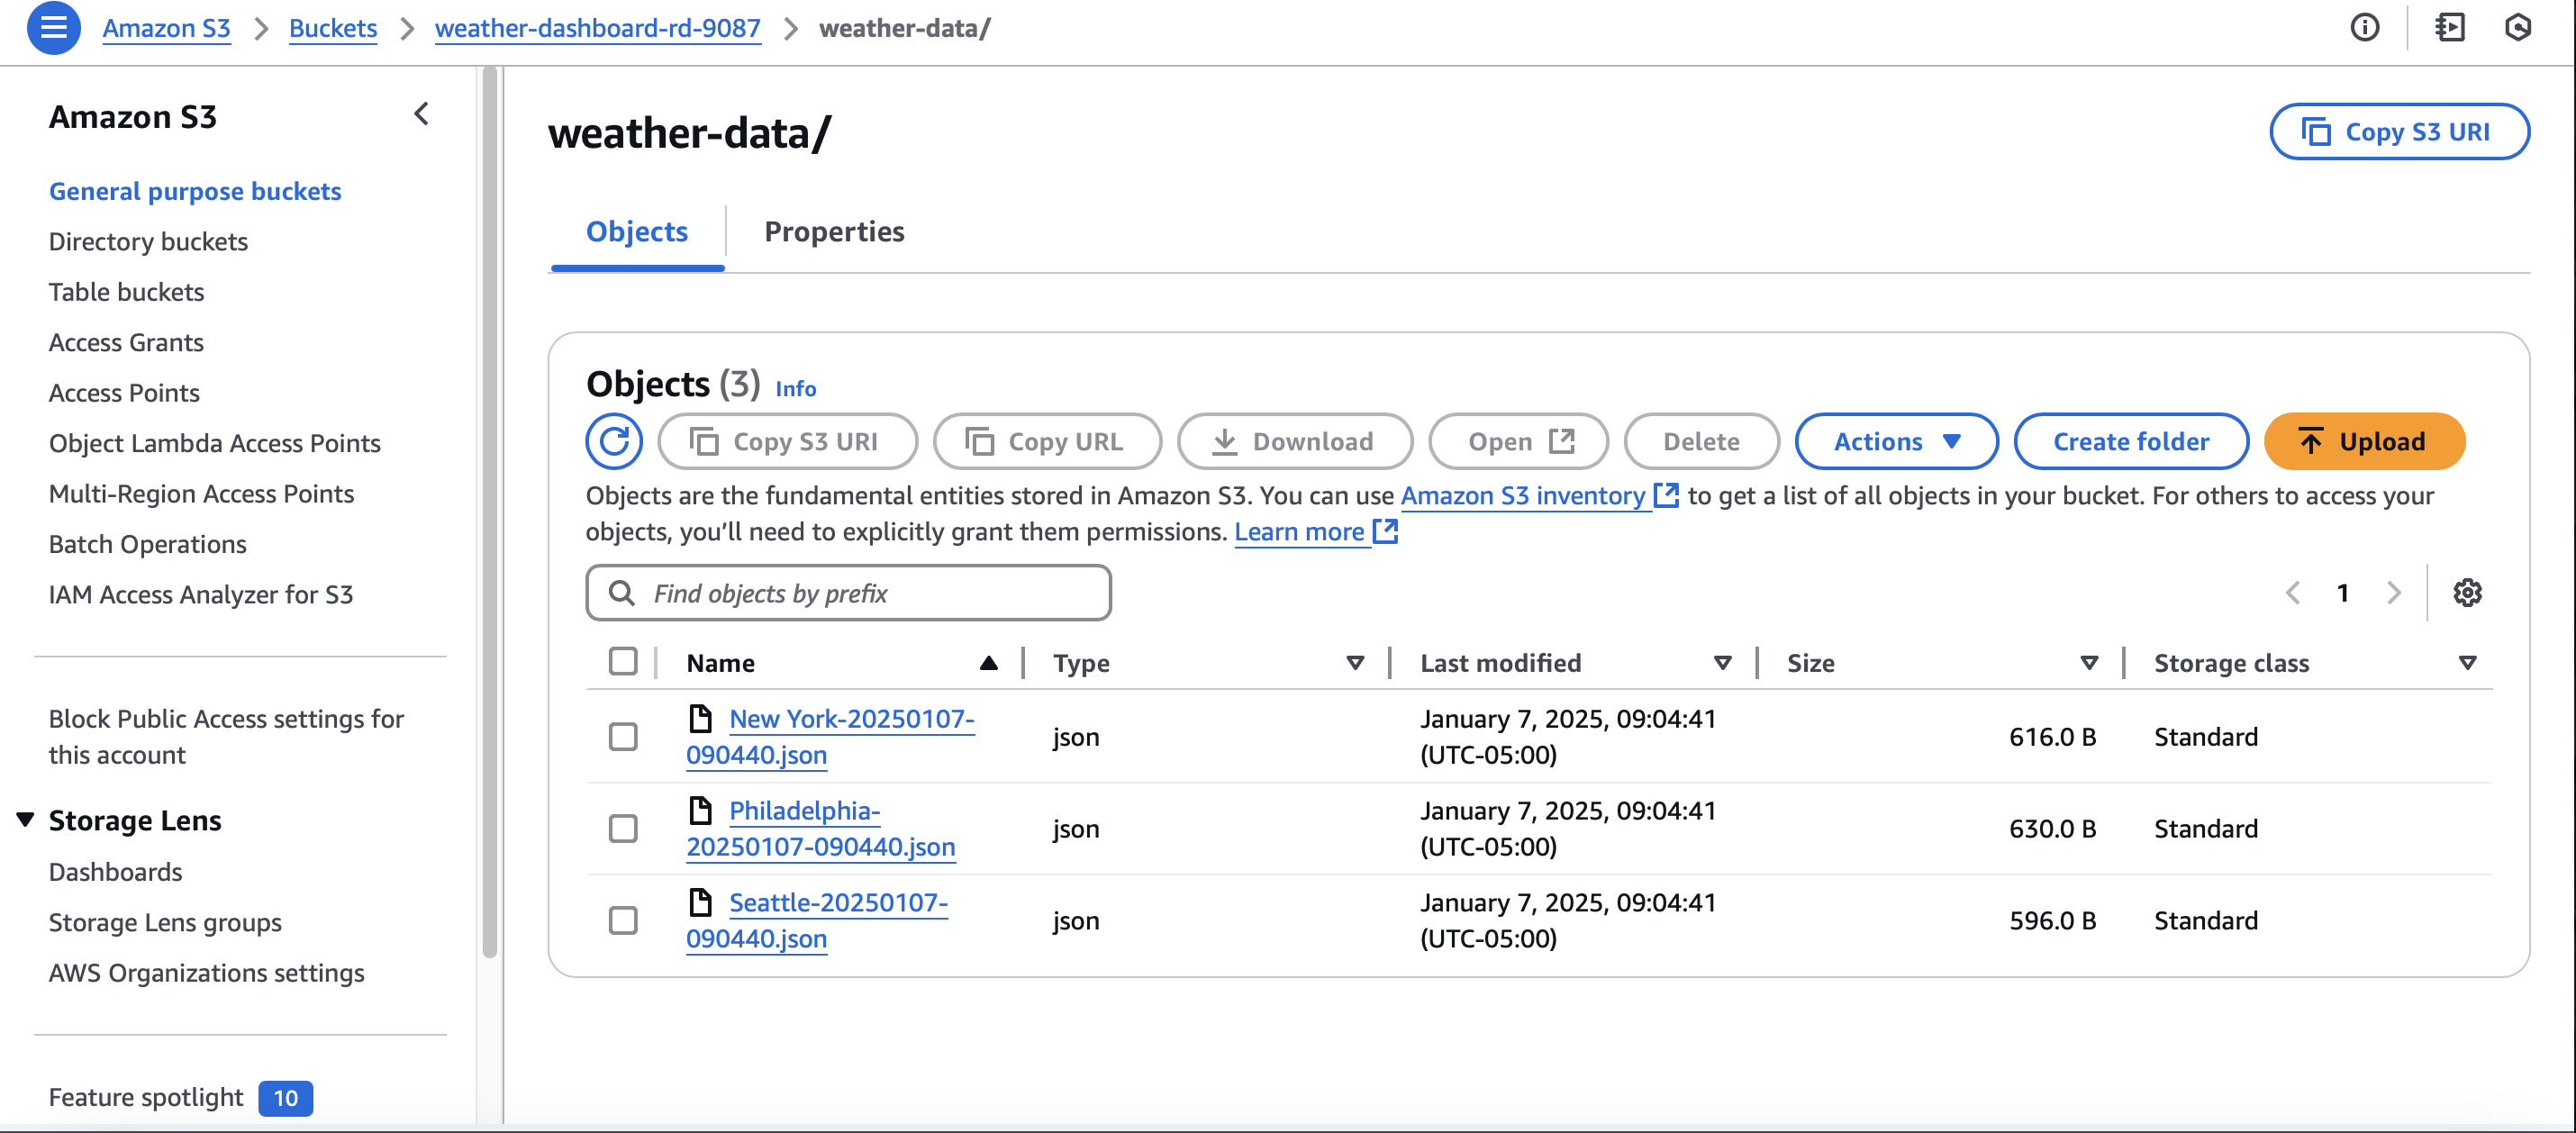 Amazon S3 > Buckets > weather-dashboard-rd-9087 > weather-data/
Amazon S3
General purpose buckets
Directory buckets
Table buckets
Access Grants
Access Points
Object Lambda Access Points
Multi-Region Access Points
Batch Operations
IAM Access Analyzer for S3
Block Public Access settings for
this account
Storage Lens
Dashboards
Storage Lens groups
AWS Organizations settings
Feature spotlight 10
weather-data/
Copy S3 URI
Objects Properties
Objects (3) Info
Copy S3 URI Copy URL Download Open Delete Actions Create folder Upload
Objects are the fundamental entities stored in Amazon S3. You can use Amazon S3 inventory to get a list of all objects in your bucket. For others to access your
objects, you’ll need to explicitly grant them permissions. Learn more
Find objects by prefix
1
Name Type Last modified Size Storage class
New York-20250107-
090440.json
json
January 7, 2025, 09:04:41
(UTC-05:00)
616.0 B
Standard
Philadelphia-
20250107-090440.json
json
January 7, 2025, 09:04:41
(UTC-05:00)
630.0 B
Standard
Seattle-20250107-
090440.json
json
January 7, 2025, 09:04:41
(UTC-05:00)
596.0 B
Standard